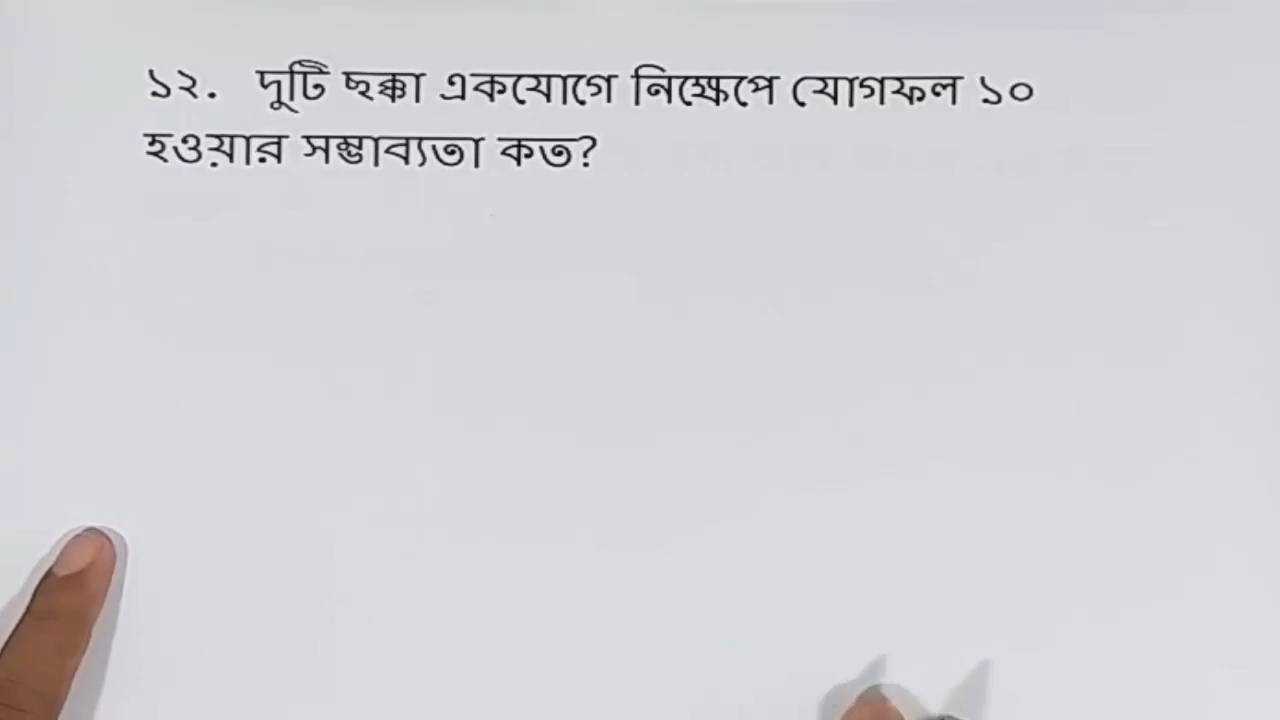 ১২. দুটি ছক্কা একযোগে নিক্ষেপে যোগফল ১০
হওয়ার সম্ভাব্যতা কত?